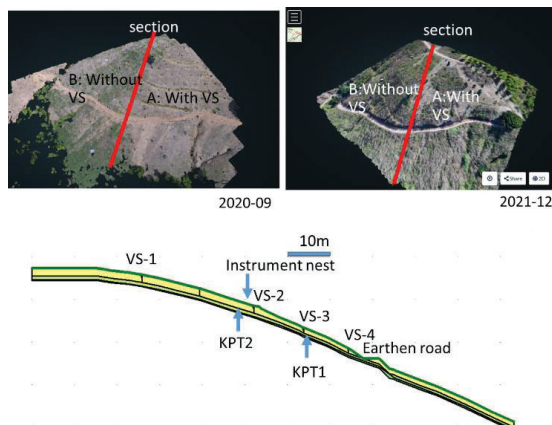 section
B: Without
VS
A: With VS
2020-09
section
B:Without
VS
A:With
VS
Share
2D
2021-12
10m
VS-1
Instrument nest
VS-2
VS-3
VS-4
Earthen road
KPT2
KPT1